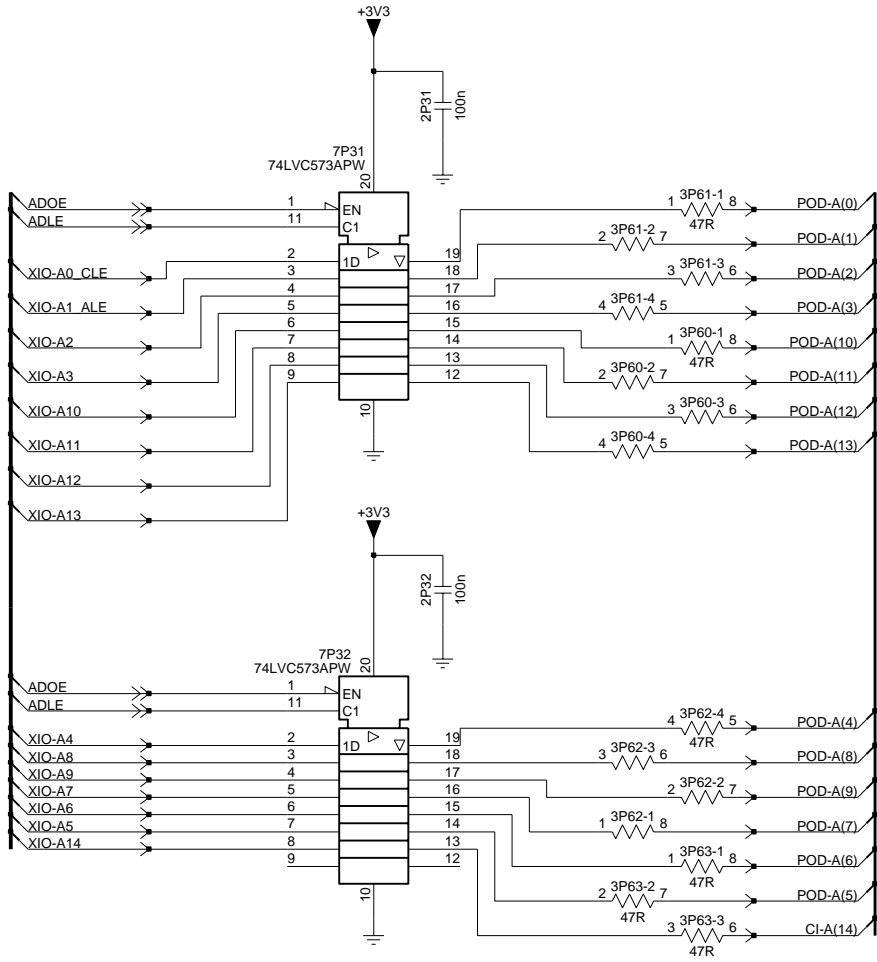 +3V3
2P31
100n
7P31
74LVC573APW
20
ADOE
1
EN
ADLE
11
C1
1 3P61-1 8
47R
POD-A(0)
2 3P61-2 7
POD-A(1)
XIO-A0_CLE
2
1D
19
3
18
3 3P61-3 6
POD-A(2)
XIO-A1_ALE
4
17
5
16
4 3P61-4 5
POD-A(3)
XIO-A2
6
15
7
14
1 3P60-1 8
47R
POD-A(10)
XIO-A3
8
13
9
12
2 3P60-2 7
POD-A(11)
XIO-A10
10
3 3P60-3 6
POD-A(12)
XIO-A11
4 3P60-4 5
POD-A(13)
XIO-A12
XIO-A13
+3V3
2P32
100n
7P32
74LVC573APW
20
ADOE
1
EN
ADLE
11
C1
4 3P62-4 5
47R
POD-A(4)
XIO-A4
2
1D
19
XIO-A8
3
18
3 3P62-3 6
POD-A(8)
XIO-A9
4
17
XIO-A7
5
16
2 3P62-2 7
POD-A(9)
XIO-A6
6
15
XIO-A5
7
14
1 3P62-1 8
POD-A(7)
XIO-A14
8
13
9
12
1 3P63-1 8
47R
POD-A(6)
10
2 3P63-2 7
47R
POD-A(5)
3 3P63-3 6
47R
CI-A(14)